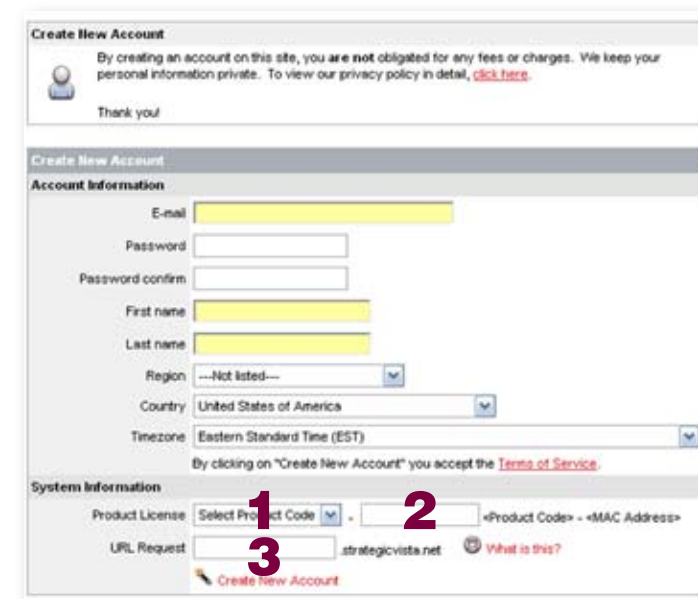 Create New Account
By creating an account on this site, you are not obligated for any fees or charges. We keep your
personal information private. To view our privacy policy in detail, click here.
Thank you!
Create New Account
Account Information
E-mail
Password
Password confirm
First name
Last name
Region ---Not listed---
Country United States of America
Timezone Eastern Standard Time (EST)
By clicking on "Create New Account" you accept the Terms of Service.
System Information
Product License Select Product Code 1 - 2 <Product Code> - <MAC Address>
URL Request 3 .strategicvista.net What is this?
Create New Account